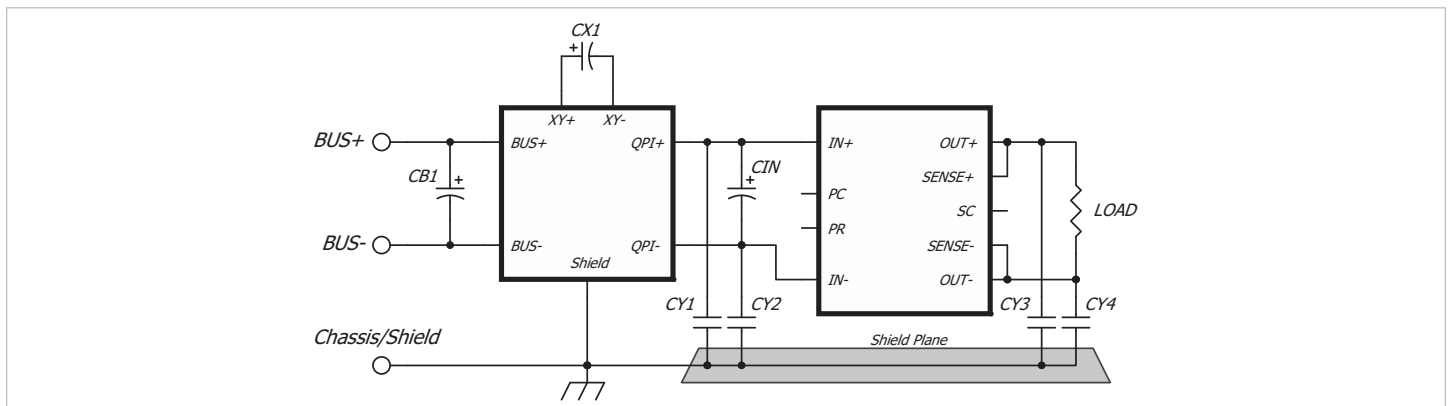 CX1
+
XY+ XY-
BUS+ BUS+ QPI+ IN+ OUT+
CB1 + CIN + PC SENSE+
PR SC LOAD
BUS- BUS- QPI- SENSE-
Shield IN- OUT-
CY1 CY2 CY3 CY4
Chassis/Shield Shield Plane